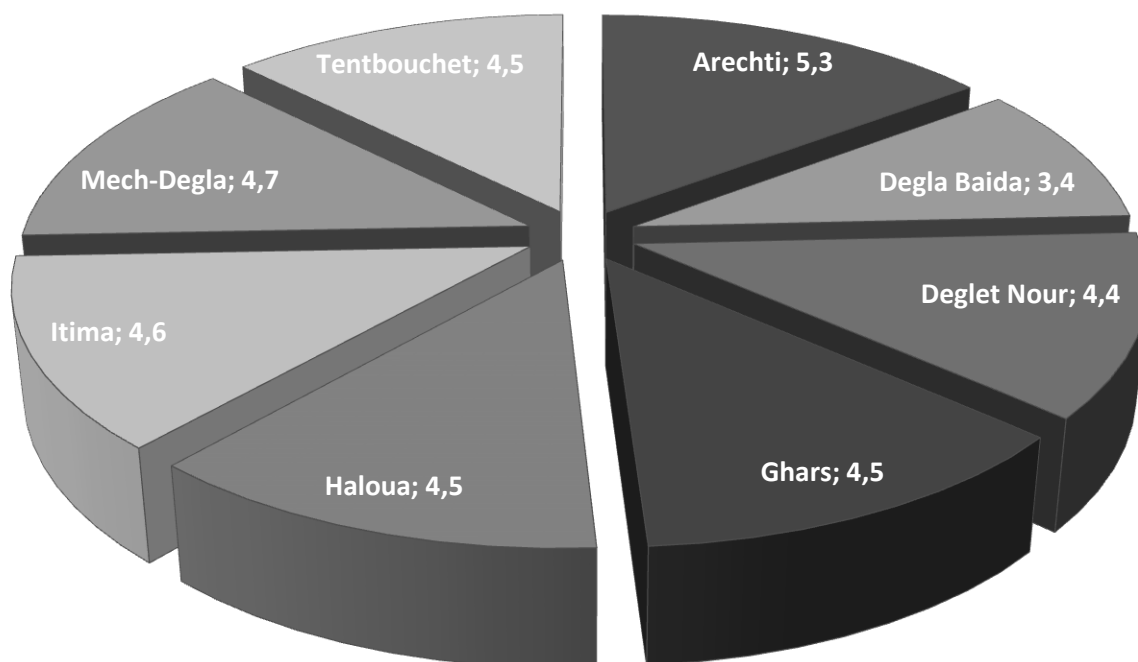 Tentbouchet; 4,5
Arechti; 5,3
Mech-Degla; 4,7
Degla Baida; 3,4
Itima; 4,6
Deglet Nour; 4,4
Haloua; 4,5
Ghars; 4,5